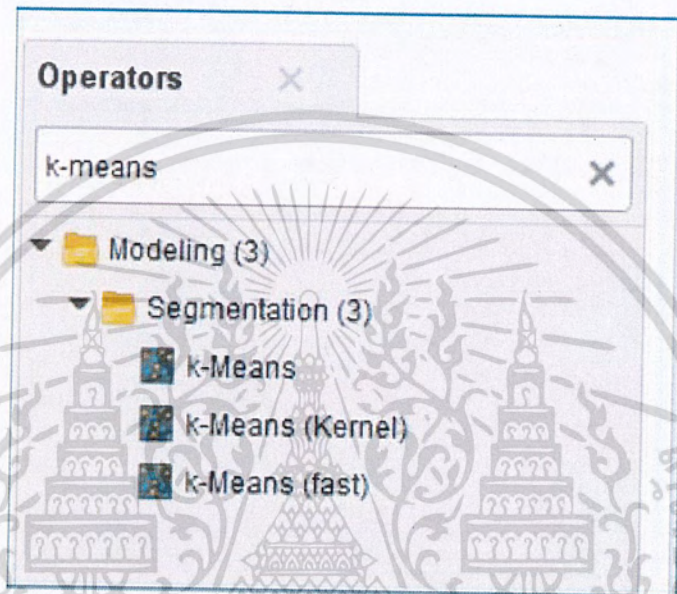 Operators
k-means
Modeling (3)
Segmentation (3)
k-Means
k-Means (Kernel)
k-Means (fast)